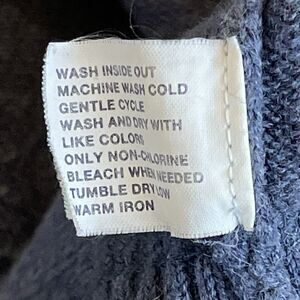 WASH INSIDE OUT
MACHINE WASH COLD
GENTLE CYCLE
WASH AND DRY WITH
LIKE COLORS
ONLY NON-CHLORINE
BLEACH WHEN NEEDED
TUMBLE DRY LOW
WARM IRON